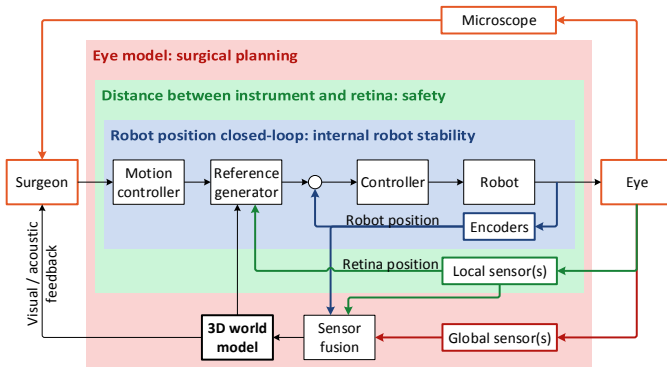 Microscope
Eye model: surgical planning
Distance between instrument and retina: safety
Robot position closed-loop: internal robot stability
Surgeon
Motion
controller
Reference
generator
Controller
Robot
Eye
Robot position
Encoders
Retina position
Local sensor(s)
Visual / acoustic
feedback
3D world
model
Sensor
fusion
Global sensor(s)